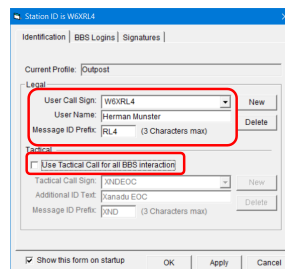 Station ID is W6XRL4
Identification BBS Logins Signatures
Current Profile: Outpost
Legal
User Call Sign: W6XRL4 New
User Name: Herman Munster Delete
Message ID Prefix: RL4 (3 Characters max)
Tactical
Use Tactical Call for all BBS interaction
Tactical Call Sign: XNDEOC New
Additional ID Text: Xanadu EOC Delete
Message ID Prefix: XND (3 Characters max)
Show this form on startup OK Apply Cancel